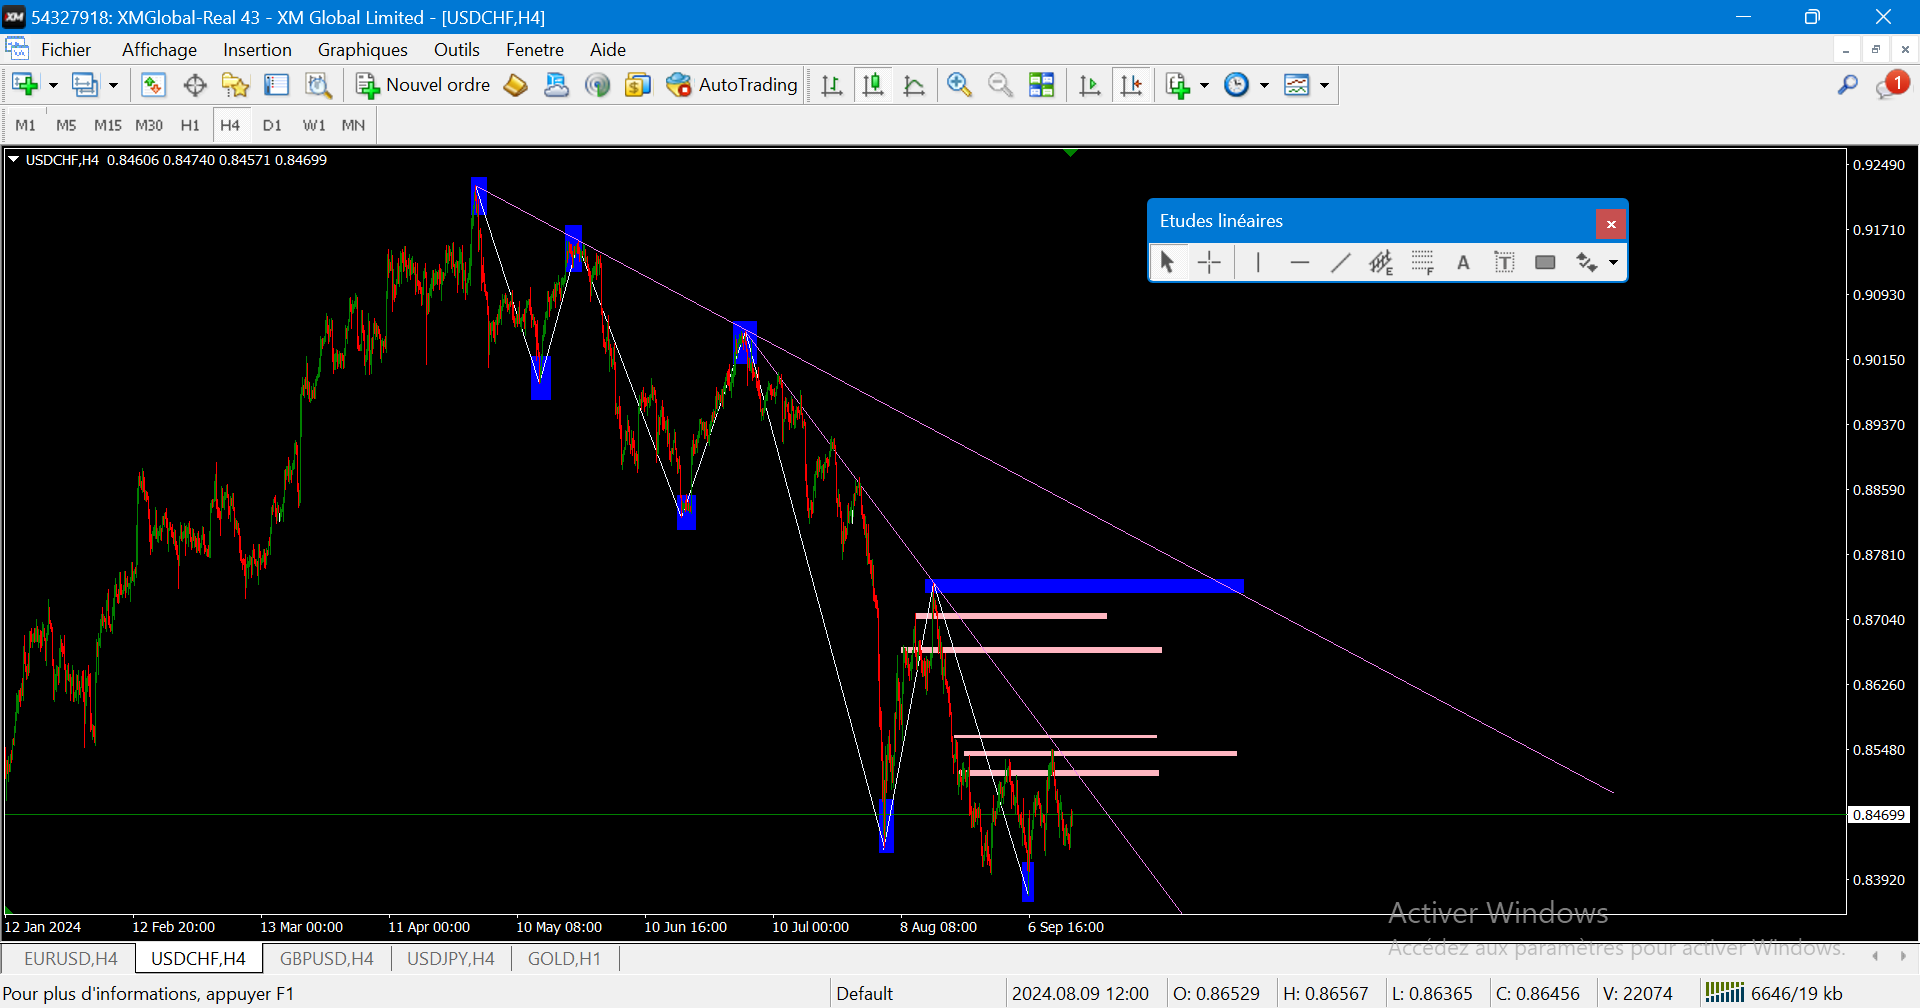 54327918: XMGlobal-Real 43 - XM Global Limited - [USDCHF,H4]
Fichier Affichage Insertion Graphiques Outils Fenetre Aide
Nouvel ordre AutoTrading 1
M1 M5 M15 M30 H1 H4 D1 W1 MN
USDCHF,H4 0.84606 0.84740 0.84571 0.84699
0.92490
Etudes linéaires
0.91710
0.90930
0.90150
0.89370
0.88590
0.87810
0.87040
0.86260
0.85480
0.84699
0.83920
12 Jan 2024 12 Feb 20:00 13 Mar 00:00 11 Apr 00:00 10 May 08:00 10 Jun 16:00 10 Jul 00:00 8 Aug 08:00 6 Sep 16:00
Activer Windows
Accédez aux paramètres pour activer Windows.
EURUSD,H4 USDCHF,H4 GBPUSD,H4 USDJPY,H4 GOLD,H1
Pour plus d'informations, appuyer F1 Default 2024.08.09 12:00 O: 0.86529 H: 0.86567 L: 0.86365 C: 0.86456 V: 22074 6646/19 kb